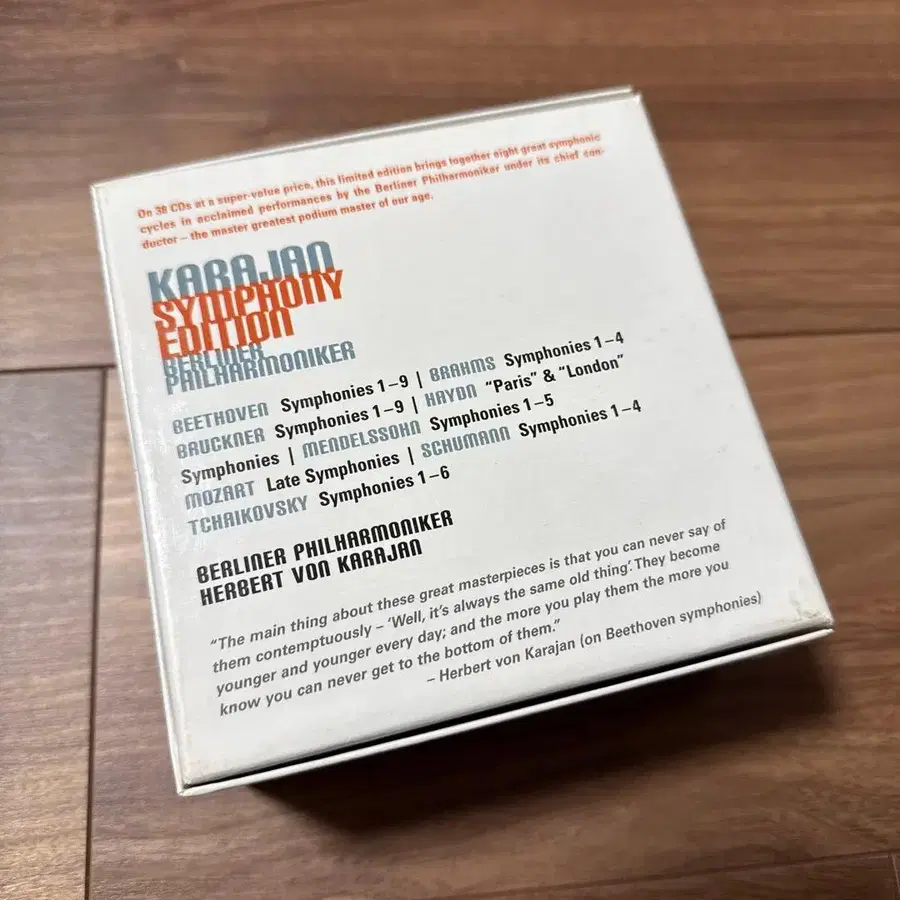 On 38 CDs at a super-value price, this limited edition brings together eight great symphonic
cycles in acclaimed performances by the Berliner Philharmoniker under its chief con-
ductor – the master greatest podium master of our age.
KARAJAN
SYMPHONY
EDITION
BERLINER
PHILHARMONIKER
BEETHOVEN Symphonies 1–9 | BRAHMS Symphonies 1–4
BRUCKNER Symphonies 1–9 | HAYDN "Paris" & "London"
Symphonies | MENDELSSOHN Symphonies 1–5
MOZART Late Symphonies | SCHUMANN Symphonies 1–4
TCHAIKOVSKY Symphonies 1–6
BERLINER PHILHARMONIKER
HERBERT VON KARAJAN
"The main thing about these great masterpieces is that you can never say of
them contemptuously – 'Well, it's always the same old thing'. They become
younger and younger every day; and the more you play them the more you
know you can never get to the bottom of them."
– Herbert von Karajan (on Beethoven symphonies)